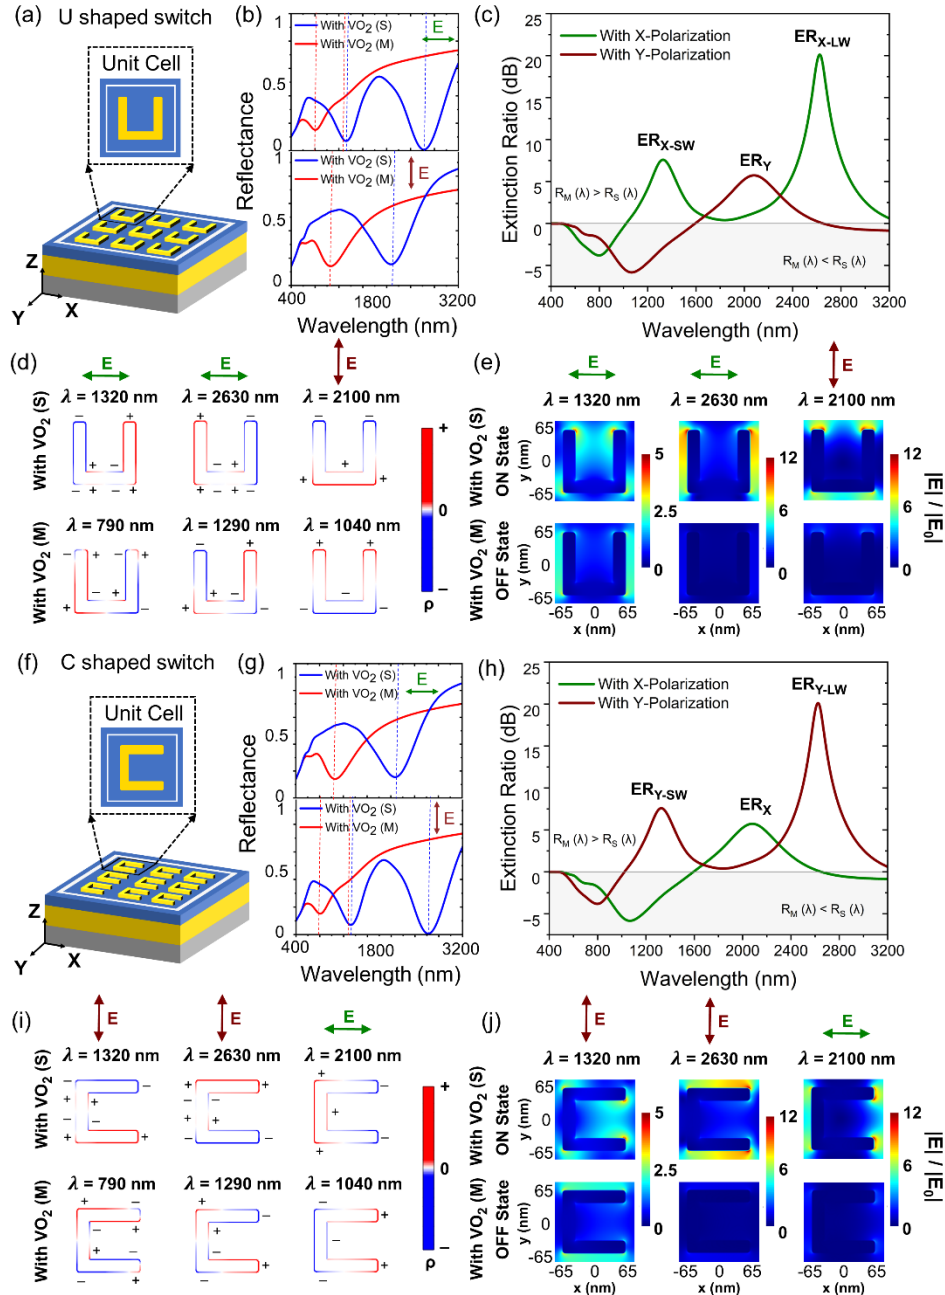 (a) U shaped switch
Unit Cell
Z
Y
X
(b)
With VO2 (S)
With VO2 (M)
E
1
0.5
0
With VO2 (S)
With VO2 (M)
E
1
0.5
0
Reflectance
400 1800 3200
Wavelength (nm)
(c)
With X-Polarization
With Y-Polarization
ERX-LW
ERX-SW
ERY
RM (λ) > RS (λ)
RM (λ) < RS (λ)
25
20
15
10
5
0
−5
Extinction Ratio (dB)
400 800 1200 1600 2000 2400 2800 3200
Wavelength (nm)
(d)
E E E
With VO2 (S)
λ = 1320 nm λ = 2630 nm λ = 2100 nm
− + + − − −
+ − − + +
− + − + + − + − + +
With VO2 (M)
λ = 790 nm λ = 1290 nm λ = 1040 nm
− + − + − + + +
− + + − −
+ − + − − −
+
0
−
ρ
(e)
E E E
λ = 1320 nm λ = 2630 nm λ = 2100 nm
With VO2 (S)
ON State
y (nm)
65
0
-65
With VO2 (M)
OFF State
y (nm)
65
0
-65
-65 0 65 -65 0 65 -65 0 65
x (nm) x (nm) x (nm)
5
2.5
0
12
6
0
12
6
0
|E| / |E0|
(f) C shaped switch
Unit Cell
Z
Y
X
(g)
With VO2 (S)
With VO2 (M)
E
1
0.5
0
With VO2 (S)
With VO2 (M)
E
1
0.5
0
Reflectance
400 1800 3200
Wavelength (nm)
(h)
With X-Polarization
With Y-Polarization
ERY-LW
ERY-SW
ERX
RM (λ) > RS (λ)
RM (λ) < RS (λ)
25
20
15
10
5
0
−5
Extinction Ratio (dB)
400 800 1200 1600 2000 2400 2800 3200
Wavelength (nm)
(i)
E E E
With VO2 (S)
λ = 1320 nm λ = 2630 nm λ = 2100 nm
With VO2 (M)
λ = 790 nm λ = 1290 nm λ = 1040 nm
+
0
−
ρ
(j)
E E E
λ = 1320 nm λ = 2630 nm λ = 2100 nm
With VO2 (S)
ON State
y (nm)
65
0
-65
With VO2 (M)
OFF State
y (nm)
65
0
-65
-65 0 65 -65 0 65 -65 0 65
x (nm) x (nm) x (nm)
5
2.5
0
12
6
0
12
6
0
|E| / |E0|